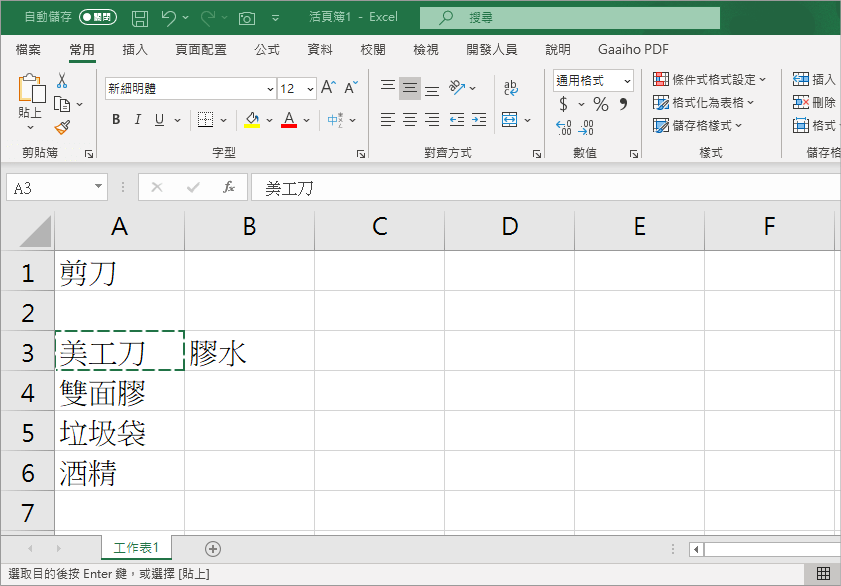 自動儲存 關閉 活頁簿1 - Excel 搜尋
檔案 常用 插入 頁面配置 公式 資料 校閱 檢視 開發人員 說明 Gaaiho PDF
貼上 新細明體 12 A A ab 通用格式 條件式格式設定 插入
B I U A 中 $ % 格式化為表格 刪除
.00 .00 儲存格樣式 格式
剪貼簿 字型 對齊方式 數值 樣式 儲存格
A3 fx 美工刀
A B C D E F
1 剪刀
2
3 美工刀 膠水
4 雙面膠
5 垃圾袋
6 酒精
7
工作表1
選取目的後按 Enter 鍵，或選擇 [貼上]